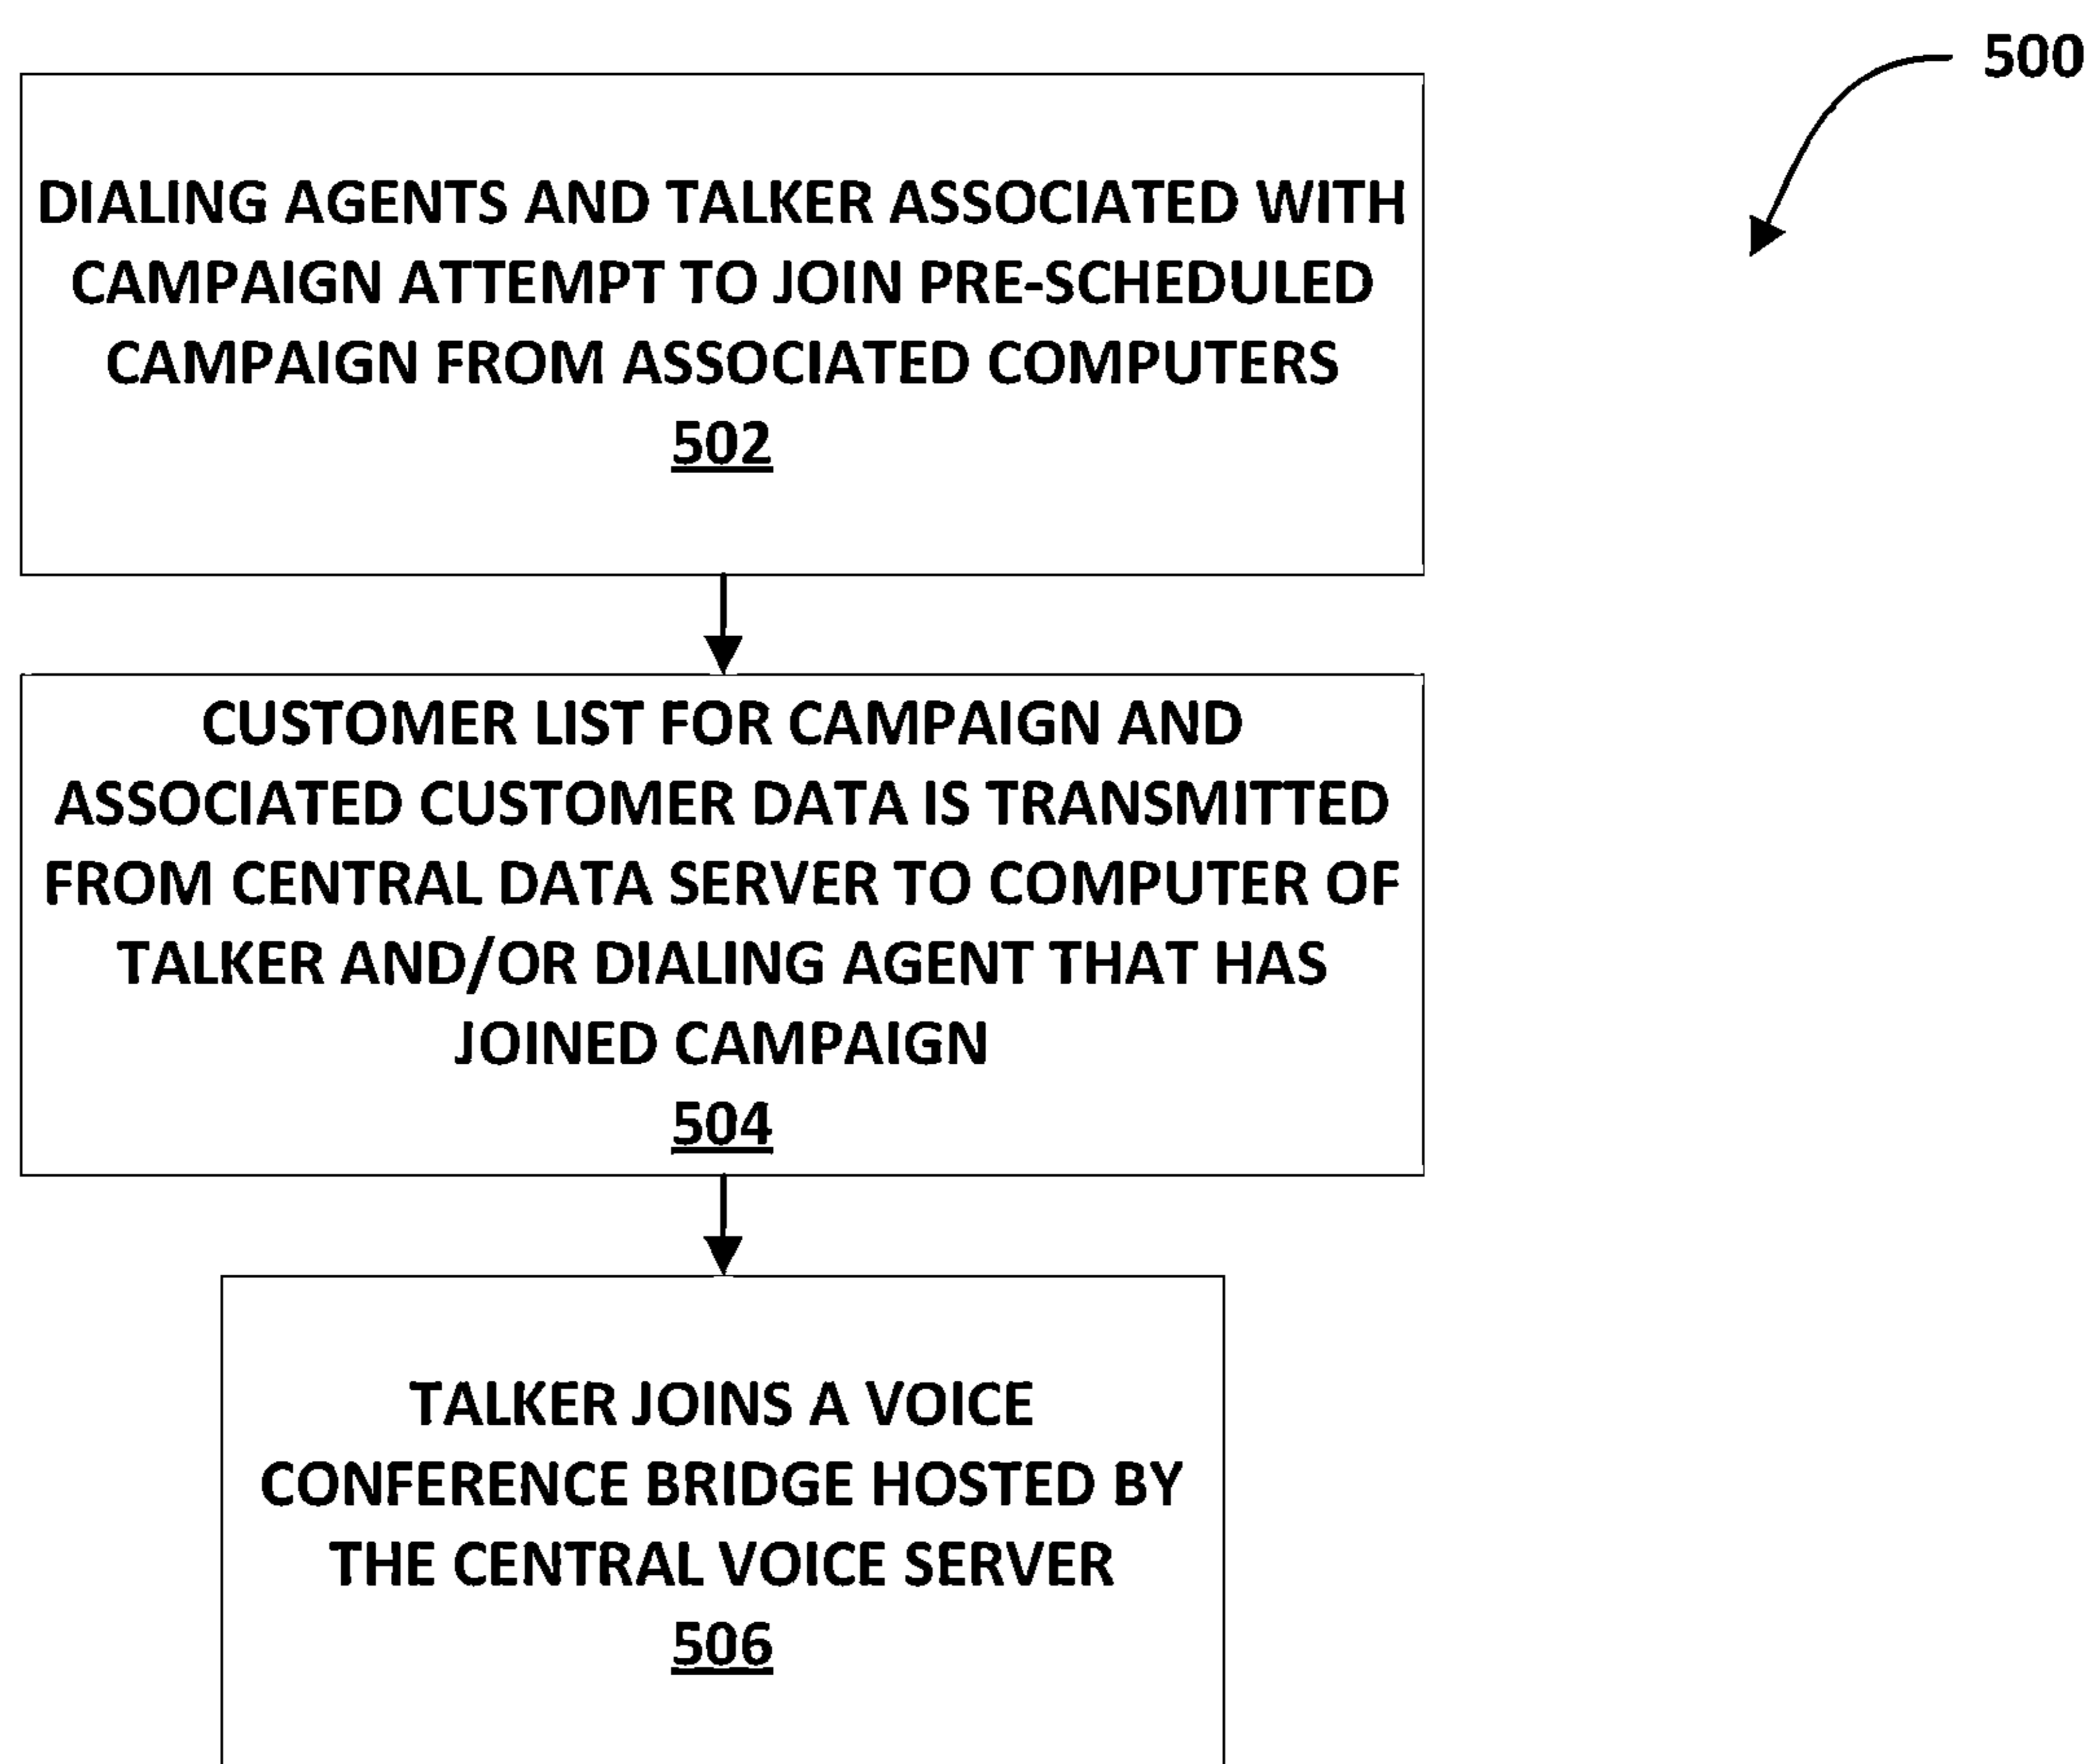 500
DIALING AGENTS AND TALKER ASSOCIATED WITH
CAMPAIGN ATTEMPT TO JOIN PRE-SCHEDULED
CAMPAIGN FROM ASSOCIATED COMPUTERS
502
CUSTOMER LIST FOR CAMPAIGN AND
ASSOCIATED CUSTOMER DATA IS TRANSMITTED
FROM CENTRAL DATA SERVER TO COMPUTER OF
TALKER AND/OR DIALING AGENT THAT HAS
JOINED CAMPAIGN
504
TALKER JOINS A VOICE
CONFERENCE BRIDGE HOSTED BY
THE CENTRAL VOICE SERVER
506